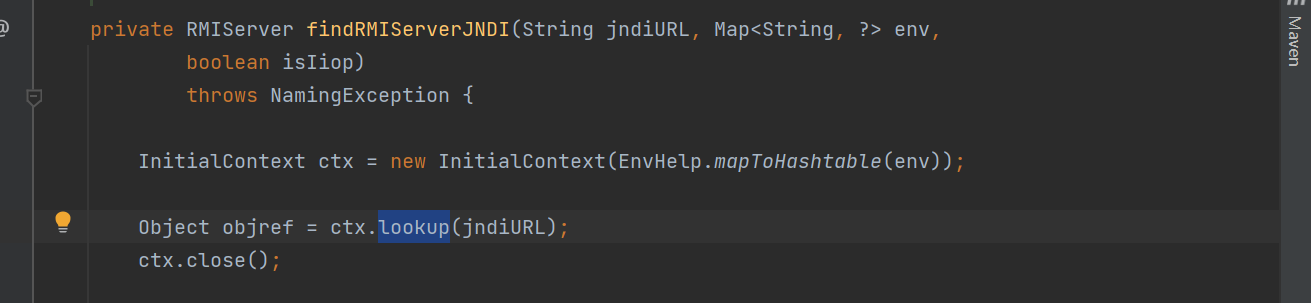 @
private RMIServer findRMIServerJNDI(String jndiURL, Map<String, ?> env,
boolean isIiop)
throws NamingException {
InitialContext ctx = new InitialContext(EnvHelp.mapToHashtable(env));
Object objref = ctx.lookup(jndiURL);
ctx.close();
Maven